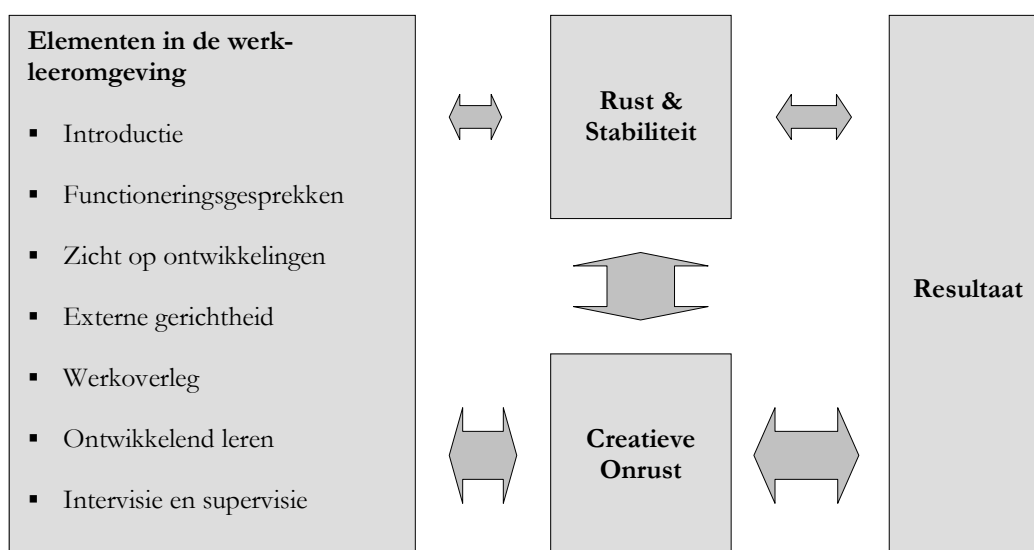 Elementen in de werk-
leeromgeving
▪ Introductie
▪ Functioneringsgesprekken
▪ Zicht op ontwikkelingen
▪ Externe gerichtheid
▪ Werkoverleg
▪ Ontwikkelend leren
▪ Intervisie en supervisie
Rust &
Stabiliteit
Creatieve
Onrust
Resultaat